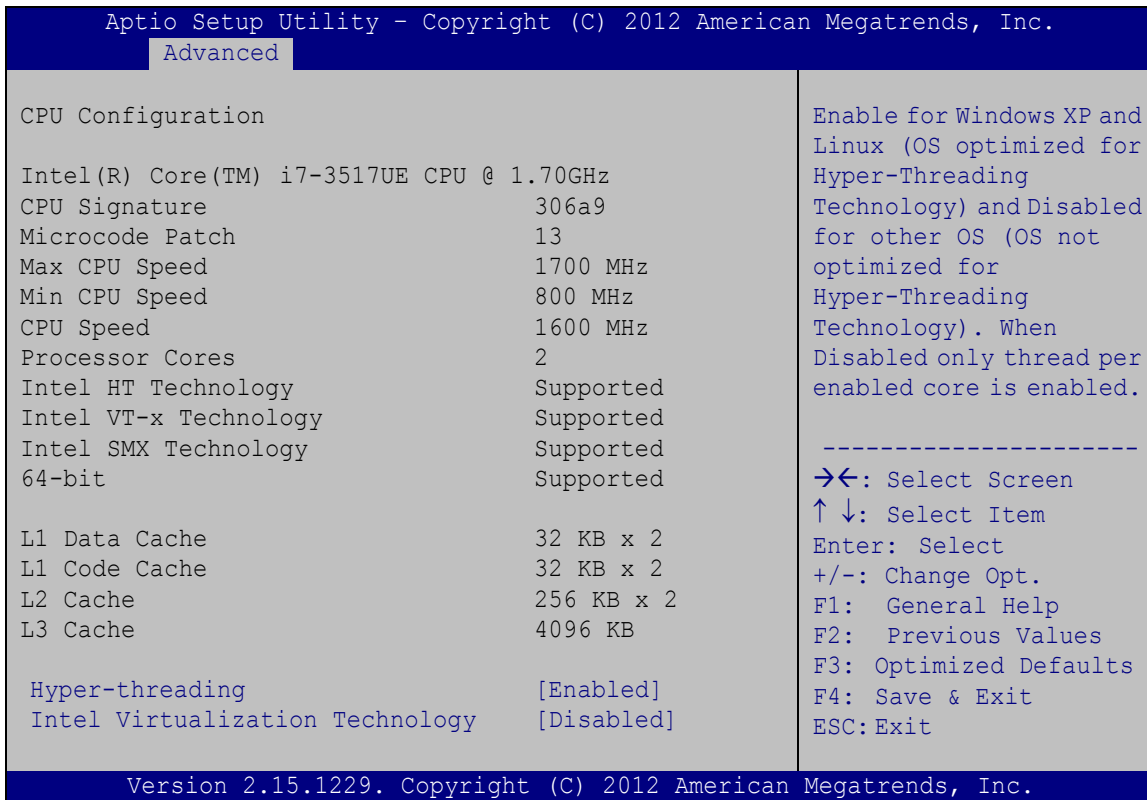 Aptio Setup Utility – Copyright (C) 2012 American Megatrends, Inc.
Advanced
CPU Configuration
Intel(R) Core(TM) i7-3517UE CPU @ 1.70GHz
CPU Signature 306a9
Microcode Patch 13
Max CPU Speed 1700 MHz
Min CPU Speed 800 MHz
CPU Speed 1600 MHz
Processor Cores 2
Intel HT Technology Supported
Intel VT-x Technology Supported
Intel SMX Technology Supported
64-bit Supported
L1 Data Cache 32 KB x 2
L1 Code Cache 32 KB x 2
L2 Cache 256 KB x 2
L3 Cache 4096 KB
Hyper-threading [Enabled]
Intel Virtualization Technology [Disabled]
Enable for Windows XP and
Linux (OS optimized for
Hyper-Threading
Technology) and Disabled
for other OS (OS not
optimized for
Hyper-Threading
Technology). When
Disabled only thread per
enabled core is enabled.
----------------------
→←: Select Screen
↑ ↓: Select Item
Enter: Select
+/-: Change Opt.
F1: General Help
F2: Previous Values
F3: Optimized Defaults
F4: Save & Exit
ESC: Exit
Version 2.15.1229. Copyright (C) 2012 American Megatrends, Inc.